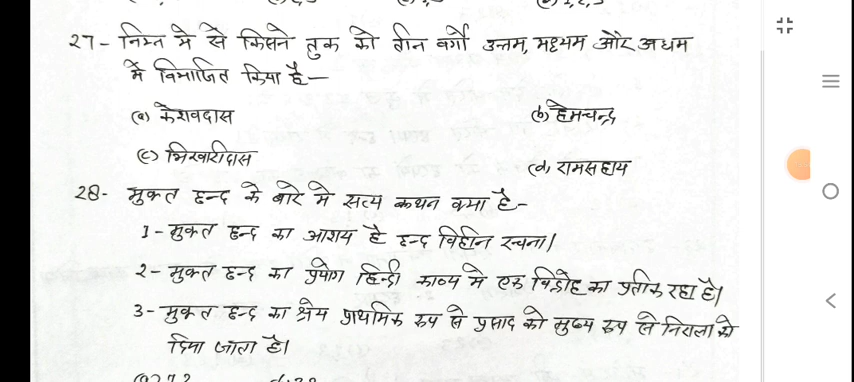 27- निम्न मे से किसने तुक को तीन वर्गों उत्तम, मध्यम और अधम
मे विभाजित किया है-
(a) केशवदास (b) हेमचन्द्र
(c) भिखारीदास (d) रामसहाय
28- मुक्त छन्द के बारे मे सत्य कथन क्या है-
1- मुक्त छन्द का आशय है छन्द विहीन रचना।
2- मुक्त छन्द का प्रयोग हिन्दी काव्य मे एक विद्रोह का प्रतीक रहा है।
3- मुक्त छन्द का श्रेय प्राथमिक रूप से प्रसाद को मुख्य रूप से निराला को
दिया जाता है।